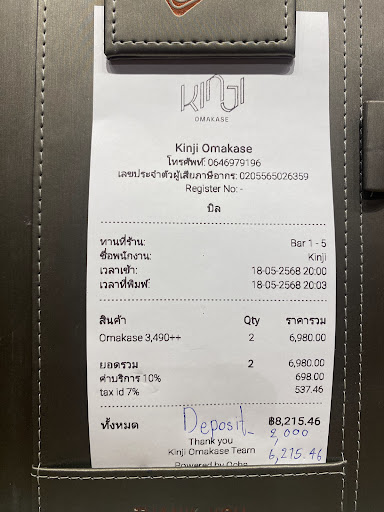 KINJI
OMAKASE
Kinji Omakase
โทรศัพท์: 0646979196
เลขประจำตัวผู้เสียภาษีอากร: 0205565026359
Register No: -
บิล
ทานที่ร้าน: Bar 1 - 5
ชื่อพนักงาน: Kinji
เวลาเข้า: 18-05-2568 20:00
เวลาที่พิมพ์: 18-05-2568 20:03
สินค้า Qty ราคารวม
Omakase 3,490++ 2 6,980.00
ยอดรวม 2 6,980.00
ค่าบริการ 10% 698.00
tax id 7% 537.46
ทั้งหมด ฿8,215.46
Deposit- 2,000
Thank you
Kinji Omakase Team 6,215.46
Powered by Ocha